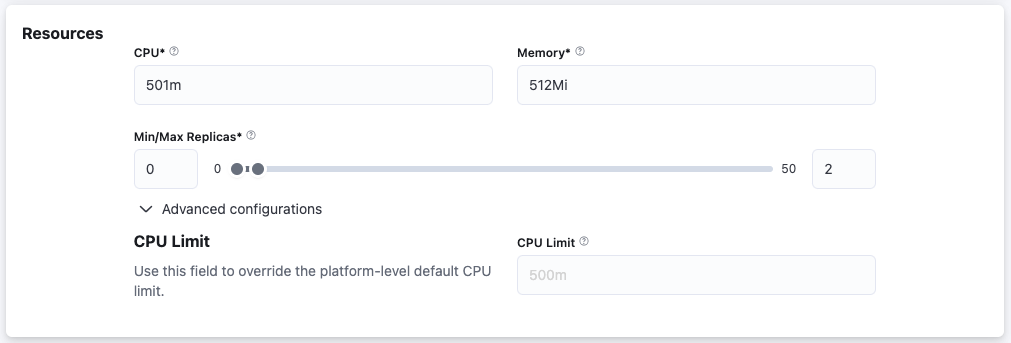 Resources
CPU* Memory*
501m 512Mi
Min/Max Replicas*
0 0 50 2
Advanced configurations
CPU Limit CPU Limit
Use this field to override the platform-level default CPU
limit.
500m